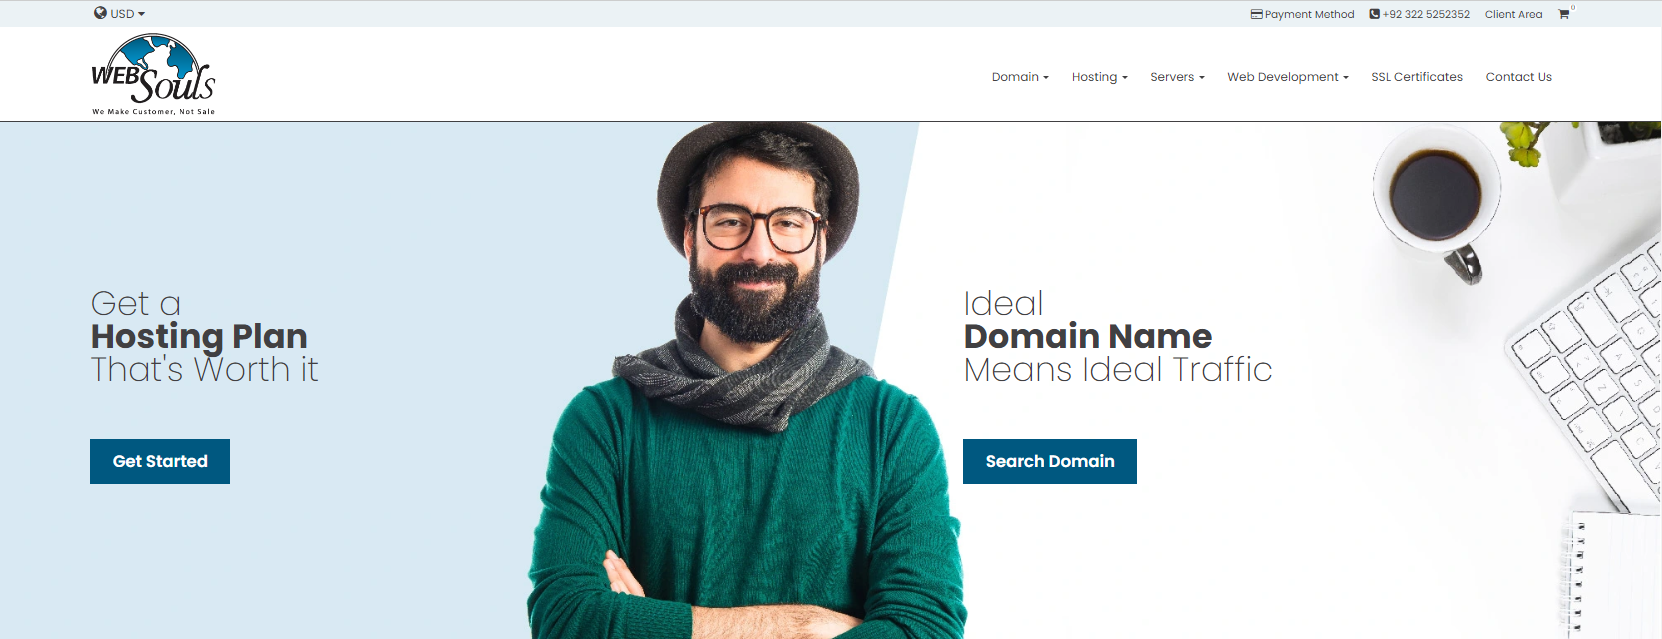 USD
Payment Method
+92 322 5252352
Client Area
0
WEBSouls
We Make Customer, Not Sale
Domain
Hosting
Servers
Web Development
SSL Certificates
Contact Us
Get a
Hosting Plan
That's Worth it
Get Started
Ideal
Domain Name
Means Ideal Traffic
Search Domain